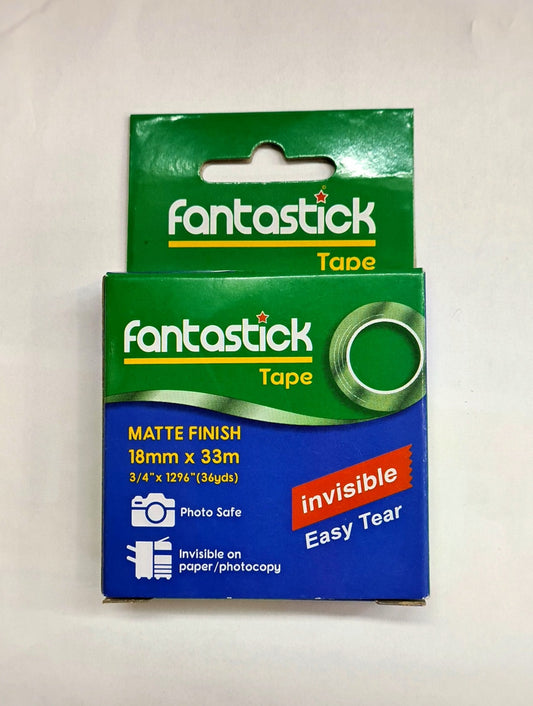 fantastick
Tape
fantastick
Tape
MATTE FINISH
18mm x 33m
3/4"x 1296"(36yds)
Photo Safe
Invisible on
paper/photocopy
invisible
Easy Tear